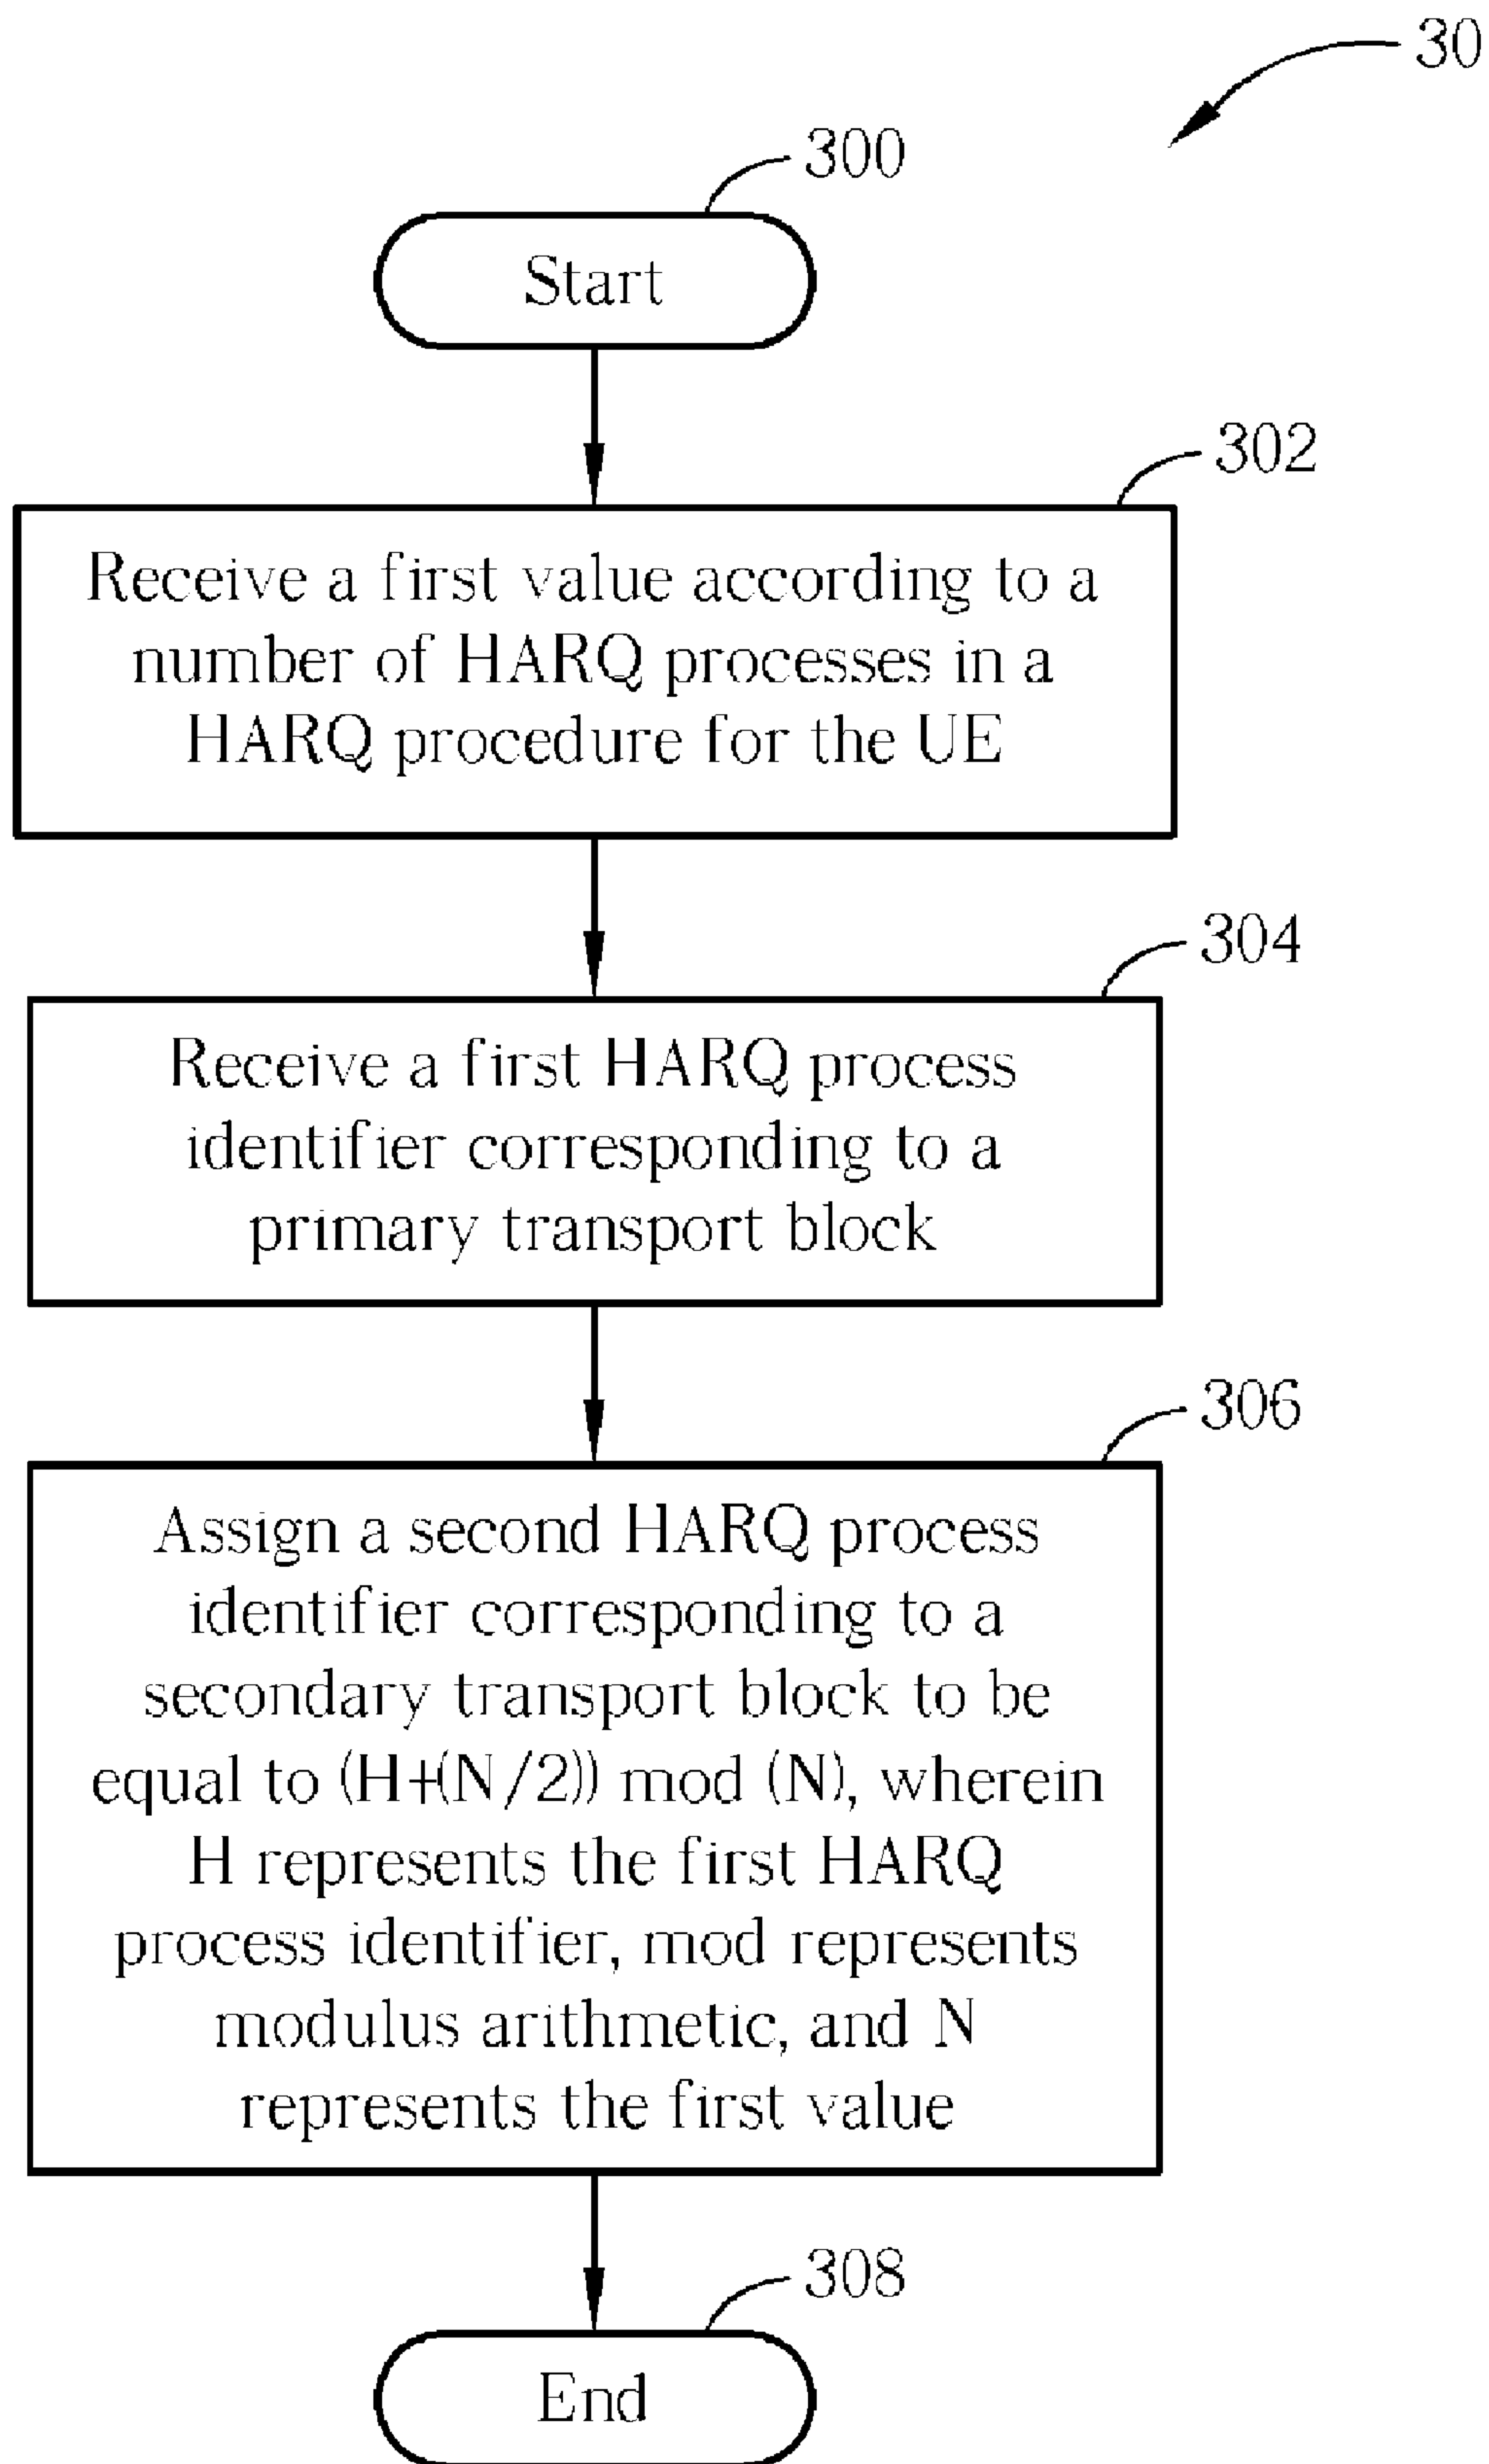 30
300
Start
302
Receive a first value according to a
number of HARQ processes in a
HARQ procedure for the UE
304
Receive a first HARQ process
identifier corresponding to a
primary transport block
306
Assign a second HARQ process
identifier corresponding to a
secondary transport block to be
equal to (H+(N/2)) mod (N), wherein
H represents the first HARQ
process identifier, mod represents
modulus arithmetic, and N
represents the first value
308
End